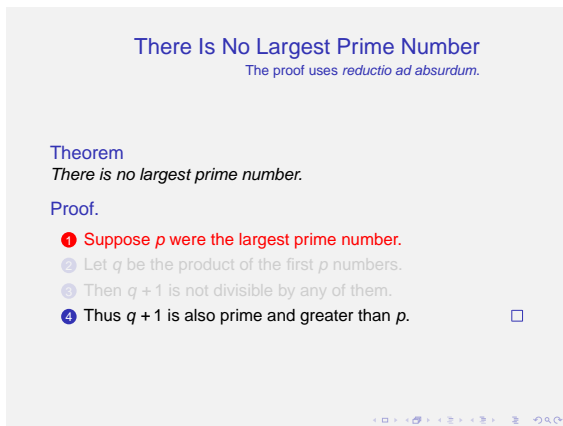 There Is No Largest Prime Number
The proof uses reductio ad absurdum.
Theorem
There is no largest prime number.
Proof.
1 Suppose p were the largest prime number.
2 Let q be the product of the first p numbers.
3 Then q + 1 is not divisible by any of them.
4 Thus q + 1 is also prime and greater than p.